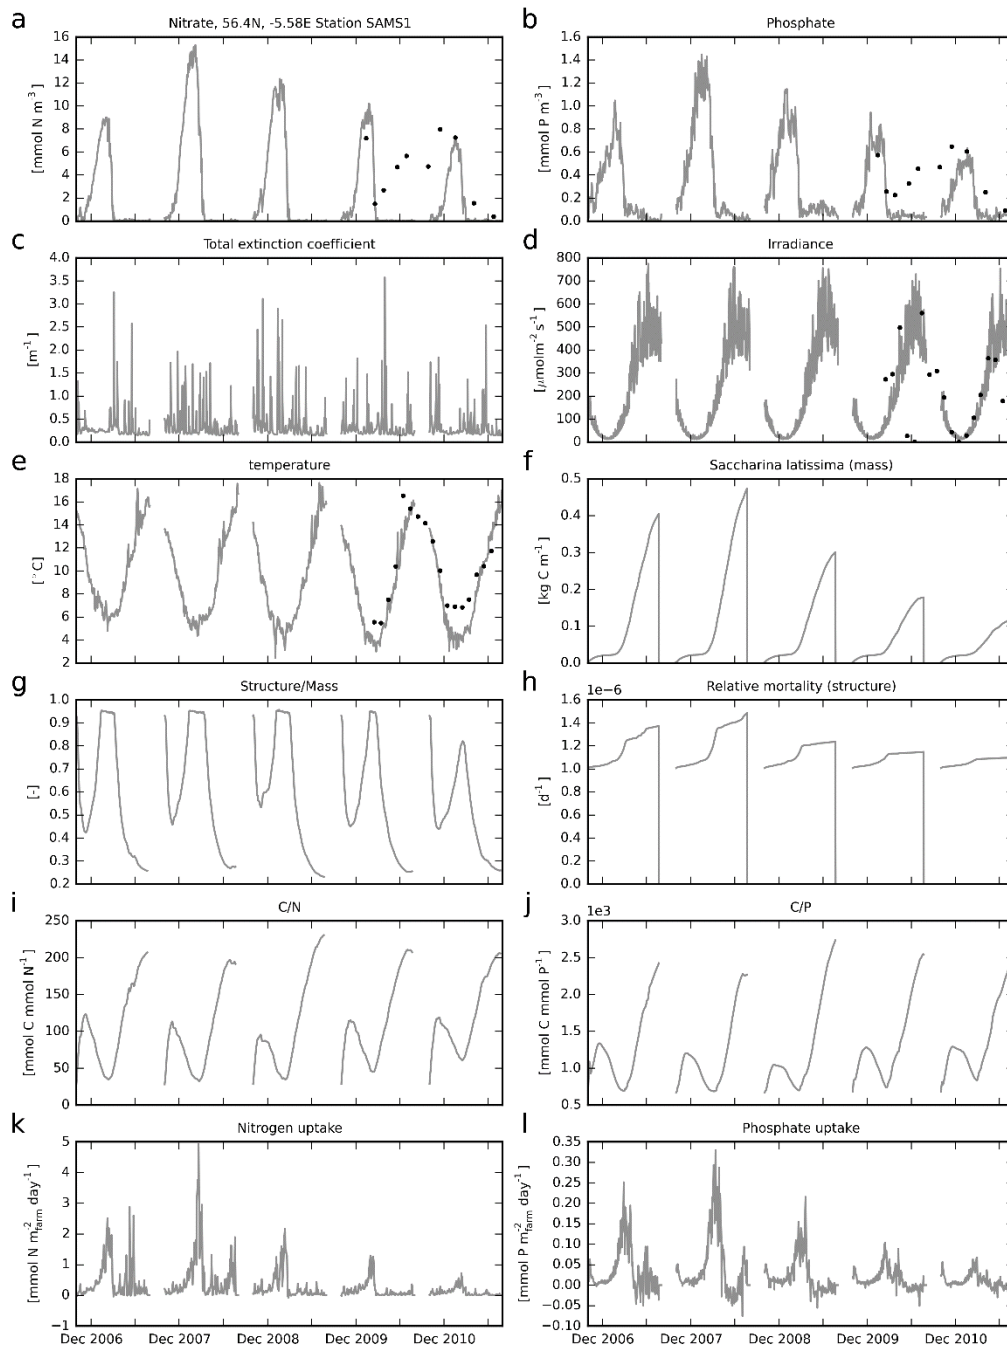 a
Nitrate, 56.4N, -5.58E Station SAMS1
[mmol N m⁻³]
16
14
12
10
8
6
4
2
0
b
Phosphate
[mmol P m⁻³]
1.6
1.4
1.2
1.0
0.8
0.6
0.4
0.2
0.0
c
Total extinction coefficient
[m⁻¹]
4.0
3.5
3.0
2.5
2.0
1.5
1.0
0.5
0.0
d
Irradiance
[μmolm⁻² s⁻¹]
800
700
600
500
400
300
200
100
0
e
temperature
[°C]
18
16
14
12
10
8
6
4
2
f
Saccharina latissima (mass)
[kg C m⁻¹]
0.5
0.4
0.3
0.2
0.1
0.0
g
Structure/Mass
[-]
1.0
0.9
0.8
0.7
0.6
0.5
0.4
0.3
0.2
h
1e−6
Relative mortality (structure)
[d⁻¹]
1.6
1.4
1.2
1.0
0.8
0.6
0.4
0.2
0.0
i
C/N
[mmol C mmol N⁻¹]
250
200
150
100
50
0
j
1e3
C/P
[mmol C mmol P⁻¹]
3.0
2.5
2.0
1.5
1.0
0.5
k
Nitrogen uptake
[mmol N m⁻²farm day⁻¹]
5
4
3
2
1
0
−1
Dec 2006 Dec 2007 Dec 2008 Dec 2009 Dec 2010
l
Phosphate uptake
[mmol P m⁻²farm day⁻¹]
0.35
0.30
0.25
0.20
0.15
0.10
0.05
0.00
−0.05
−0.10
Dec 2006 Dec 2007 Dec 2008 Dec 2009 Dec 2010